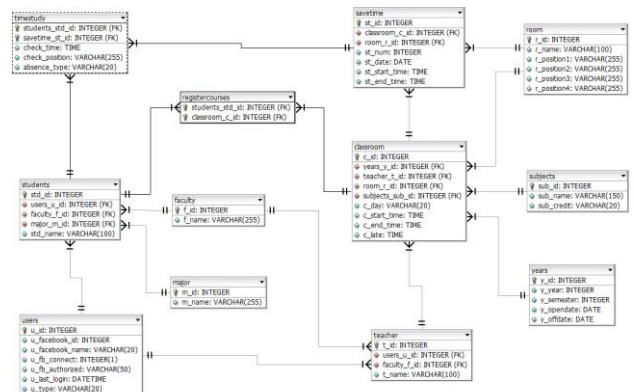 timestudy
students_std_id: INTEGER (FK)
savetime_st_id: INTEGER (FK)
check_time: TIME
check_position: VARCHAR(255)
absence_type: VARCHAR(20)
savetime
st_id: INTEGER
classroom_c_id: INTEGER (FK)
room_r_id: INTEGER (FK)
st_num: INTEGER
st_date: DATE
st_start_time: TIME
st_end_time: TIME
room
r_id: INTEGER
r_name: VARCHAR(100)
r_position1: VARCHAR(255)
r_position2: VARCHAR(255)
r_position3: VARCHAR(255)
r_position4: VARCHAR(255)
registercourses
students_std_id: INTEGER (FK)
classroom_c_id: INTEGER (FK)
classroom
c_id: INTEGER
years_y_id: INTEGER (FK)
teacher_t_id: INTEGER (FK)
room_r_id: INTEGER (FK)
subjects_sub_id: INTEGER (FK)
c_day: VARCHAR(20)
c_start_time: TIME
c_end_time: TIME
c_late: TIME
subjects
sub_id: INTEGER
sub_name: VARCHAR(150)
sub_credit: VARCHAR(20)
students
std_id: INTEGER
users_u_id: INTEGER (FK)
faculty_f_id: INTEGER (FK)
major_m_id: INTEGER (FK)
std_name: VARCHAR(100)
faculty
f_id: INTEGER
f_name: VARCHAR(255)
major
m_id: INTEGER
m_name: VARCHAR(255)
years
y_id: INTEGER
y_year: INTEGER
y_semester: INTEGER
y_opendate: DATE
y_offdate: DATE
users
u_id: INTEGER
u_facebook_id: INTEGER
u_facebook_name: VARCHAR(20)
u_fb_connect: INTEGER(1)
u_fb_authorized: VARCHAR(50)
u_last_login: DATETIME
u_type: VARCHAR(20)
teacher
t_id: INTEGER
users_u_id: INTEGER (FK)
faculty_f_id: INTEGER (FK)
t_name: VARCHAR(100)